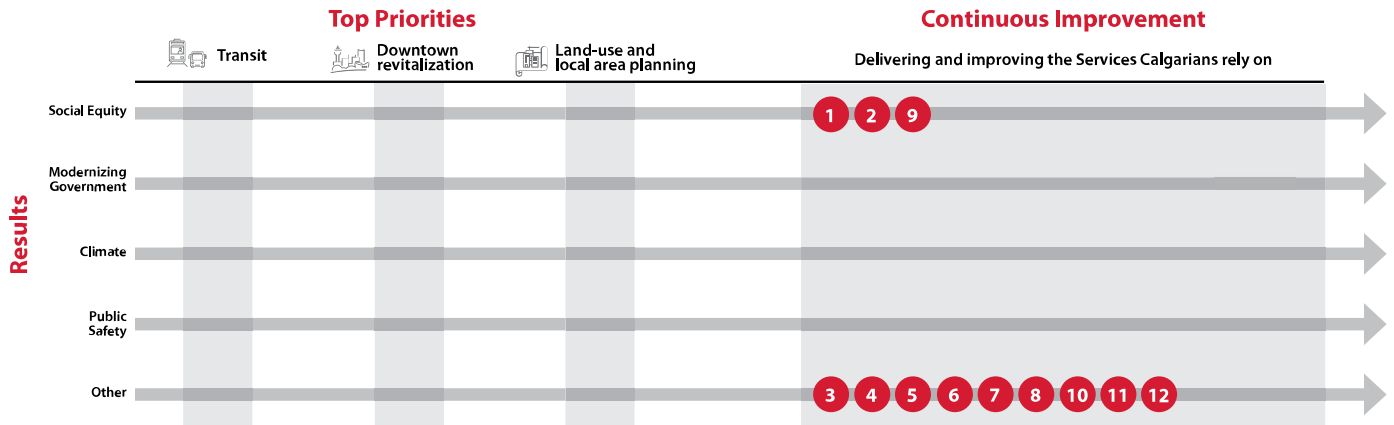 Top Priorities
Continuous Improvement
Transit
Downtown
revitalization
Land-use and
local area planning
Delivering and improving the Services Calgarians rely on
Results
Social Equity
1 2 9
Modernizing
Government
Climate
Public
Safety
Other
3 4 5 6 7 8 10 11 12